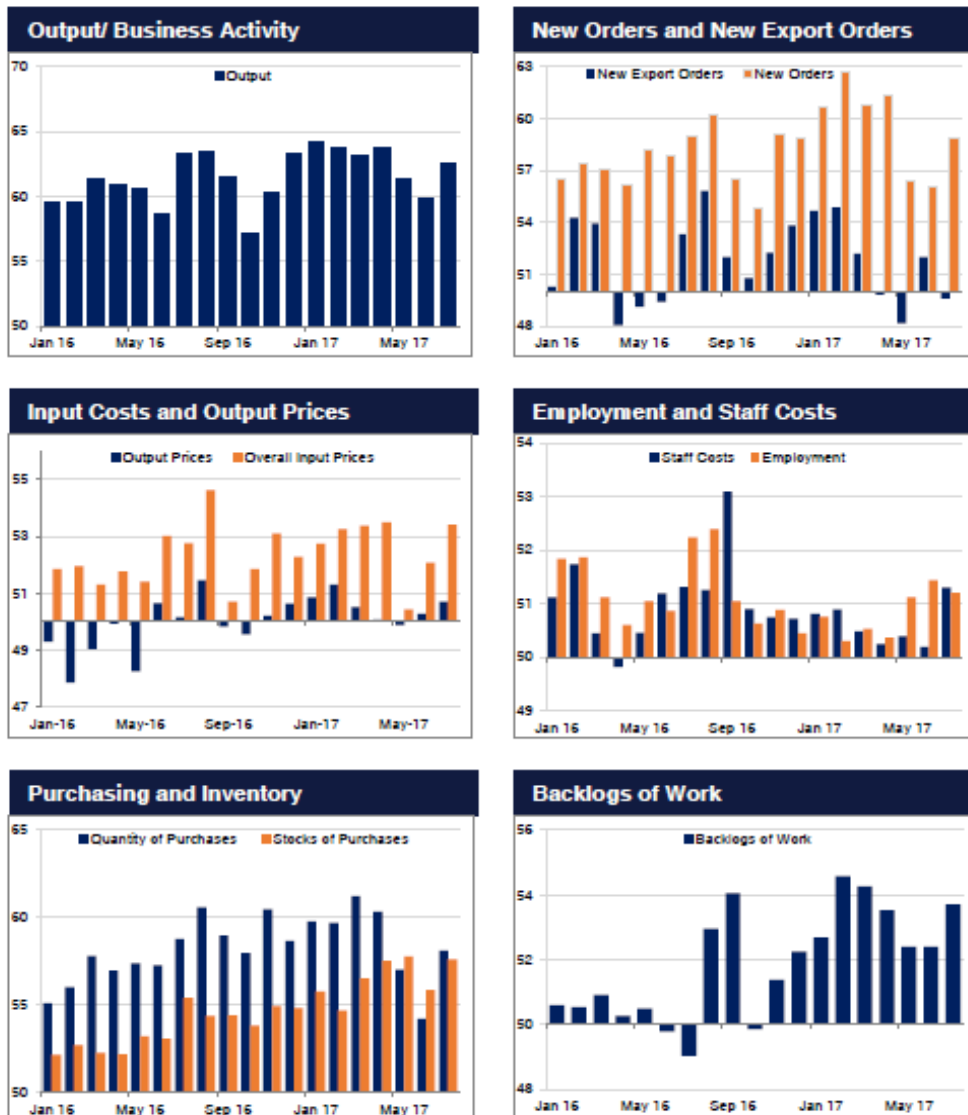 Output/ Business Activity
70
Output
65
60
55
50
Jan 16 May 16 Sep 16 Jan 17 May 17
New Orders and New Export Orders
63
New Export Orders New Orders
60
57
54
51
48
Jan 16 May 16 Sep 16 Jan 17 May 17
Input Costs and Output Prices
Output Prices Overall Input Prices
55
53
51
49
47
Jan-16 May-16 Sep-16 Jan-17 May-17
Employment and Staff Costs
54
Staff Costs Employment
53
52
51
50
49
Jan 16 May 16 Sep 16 Jan 17 May 17
Purchasing and Inventory
65
Quantity of Purchases Stocks of Purchases
60
55
50
Jan 16 May 16 Sep 16 Jan 17 May 17
Backlogs of Work
56
Backlogs of Work
54
52
50
48
Jan 16 May 16 Sep 16 Jan 17 May 17